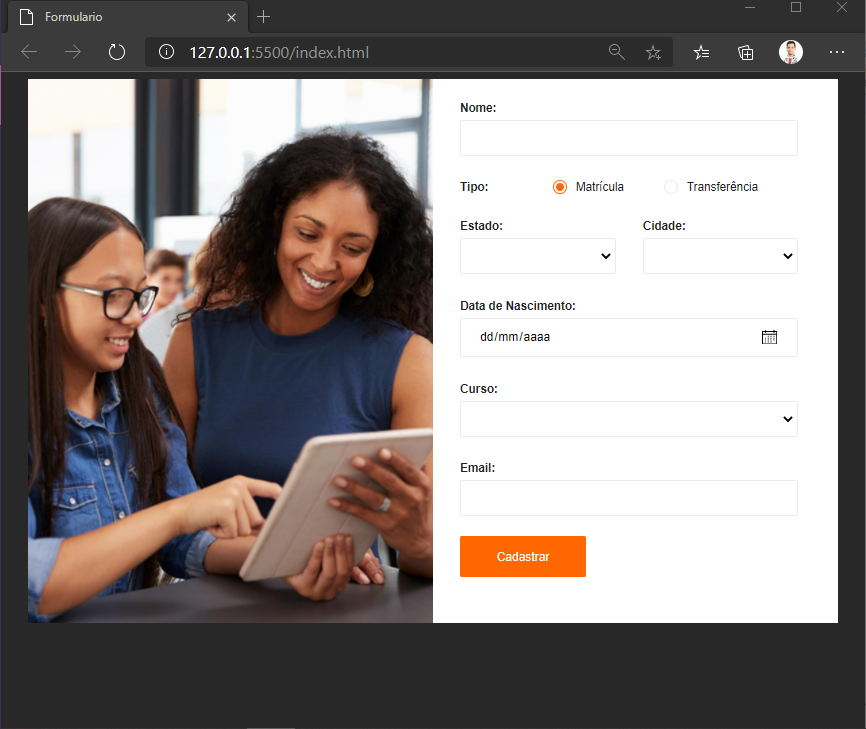 Formulario
127.0.0.1:5500/index.html
Nome:
Tipo: Matrícula Transferência
Estado: Cidade:
Data de Nascimento:
dd/mm/aaaa
Curso:
Email:
Cadastrar